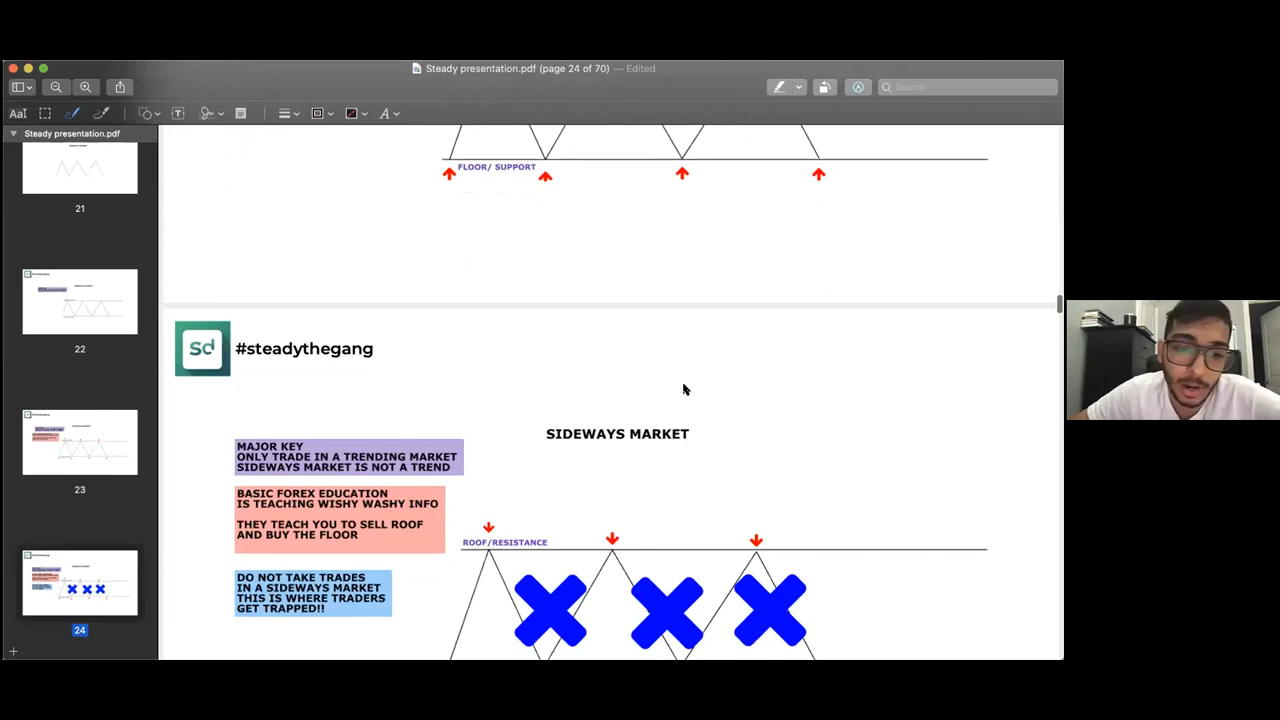 Steady presentation.pdf (page 24 of 70) — Edited
Search
AaI
A
Steady presentation.pdf
21
22
23
24
FLOOR/ SUPPORT
Sd
#steadythegang
SIDEWAYS MARKET
MAJOR KEY
ONLY TRADE IN A TRENDING MARKET
SIDEWAYS MARKET IS NOT A TREND
BASIC FOREX EDUCATION
IS TEACHING WISHY WASHY INFO
THEY TEACH YOU TO SELL ROOF
AND BUY THE FLOOR
ROOF/RESISTANCE
DO NOT TAKE TRADES
IN A SIDEWAYS MARKET
THIS IS WHERE TRADERS
GET TRAPPED!!